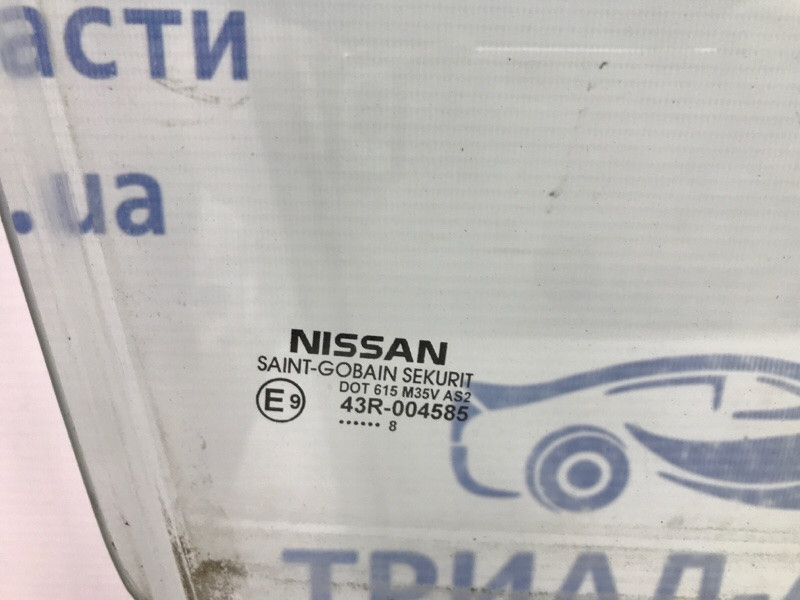 асти
.ua
NISSAN
SAINT-GOBAIN SEKURIT
DOT 615 M35V AS2
E9 43R-004585
...... 8
ТРИАЛ-